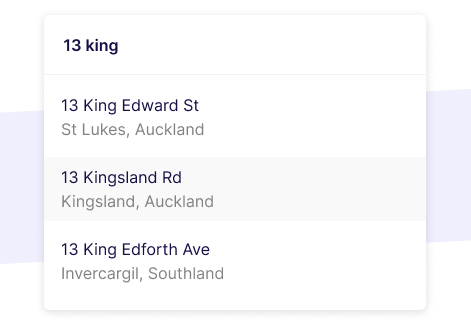 13 king
13 King Edward St
St Lukes, Auckland
13 Kingsland Rd
Kingsland, Auckland
13 King Edforth Ave
Invercargil, Southland